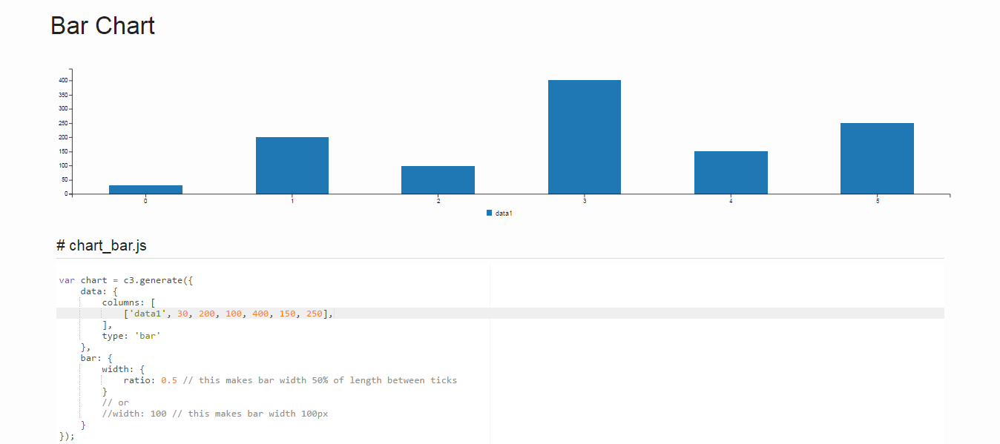 Bar Chart
400
350
300
250
200
150
100
50
0
0 1 2 3 4 5
data1
# chart_bar.js
var chart = c3.generate({
    data: {
        columns: [
            ['data1', 30, 200, 100, 400, 150, 250],
        ],
        type: 'bar'
    },
    bar: {
        width: {
            ratio: 0.5 // this makes bar width 50% of length between ticks
        }
        // or
        //width: 100 // this makes bar width 100px
    }
});